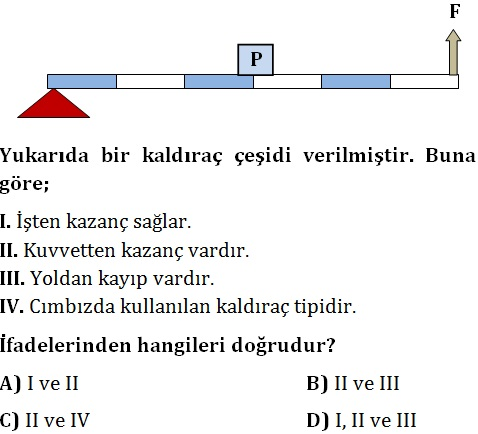 F
P
Yukarıda bir kaldıraç çeşidi verilmiştir. Buna
göre;
I. İşten kazanç sağlar.
II. Kuvvetten kazanç vardır.
III. Yoldan kayıp vardır.
IV. Cımbızda kullanılan kaldıraç tipidir.
İfadelerinden hangileri doğrudur?
A) I ve II B) II ve III
C) II ve IV D) I, II ve III